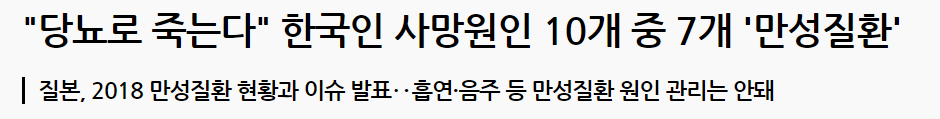 "당뇨로 죽는다" 한국인 사망원인 10개 중 7개 '만성질환'
질본, 2018 만성질환 현황과 이슈 발표‥흡연·음주 등 만성질환 원인 관리는 안돼